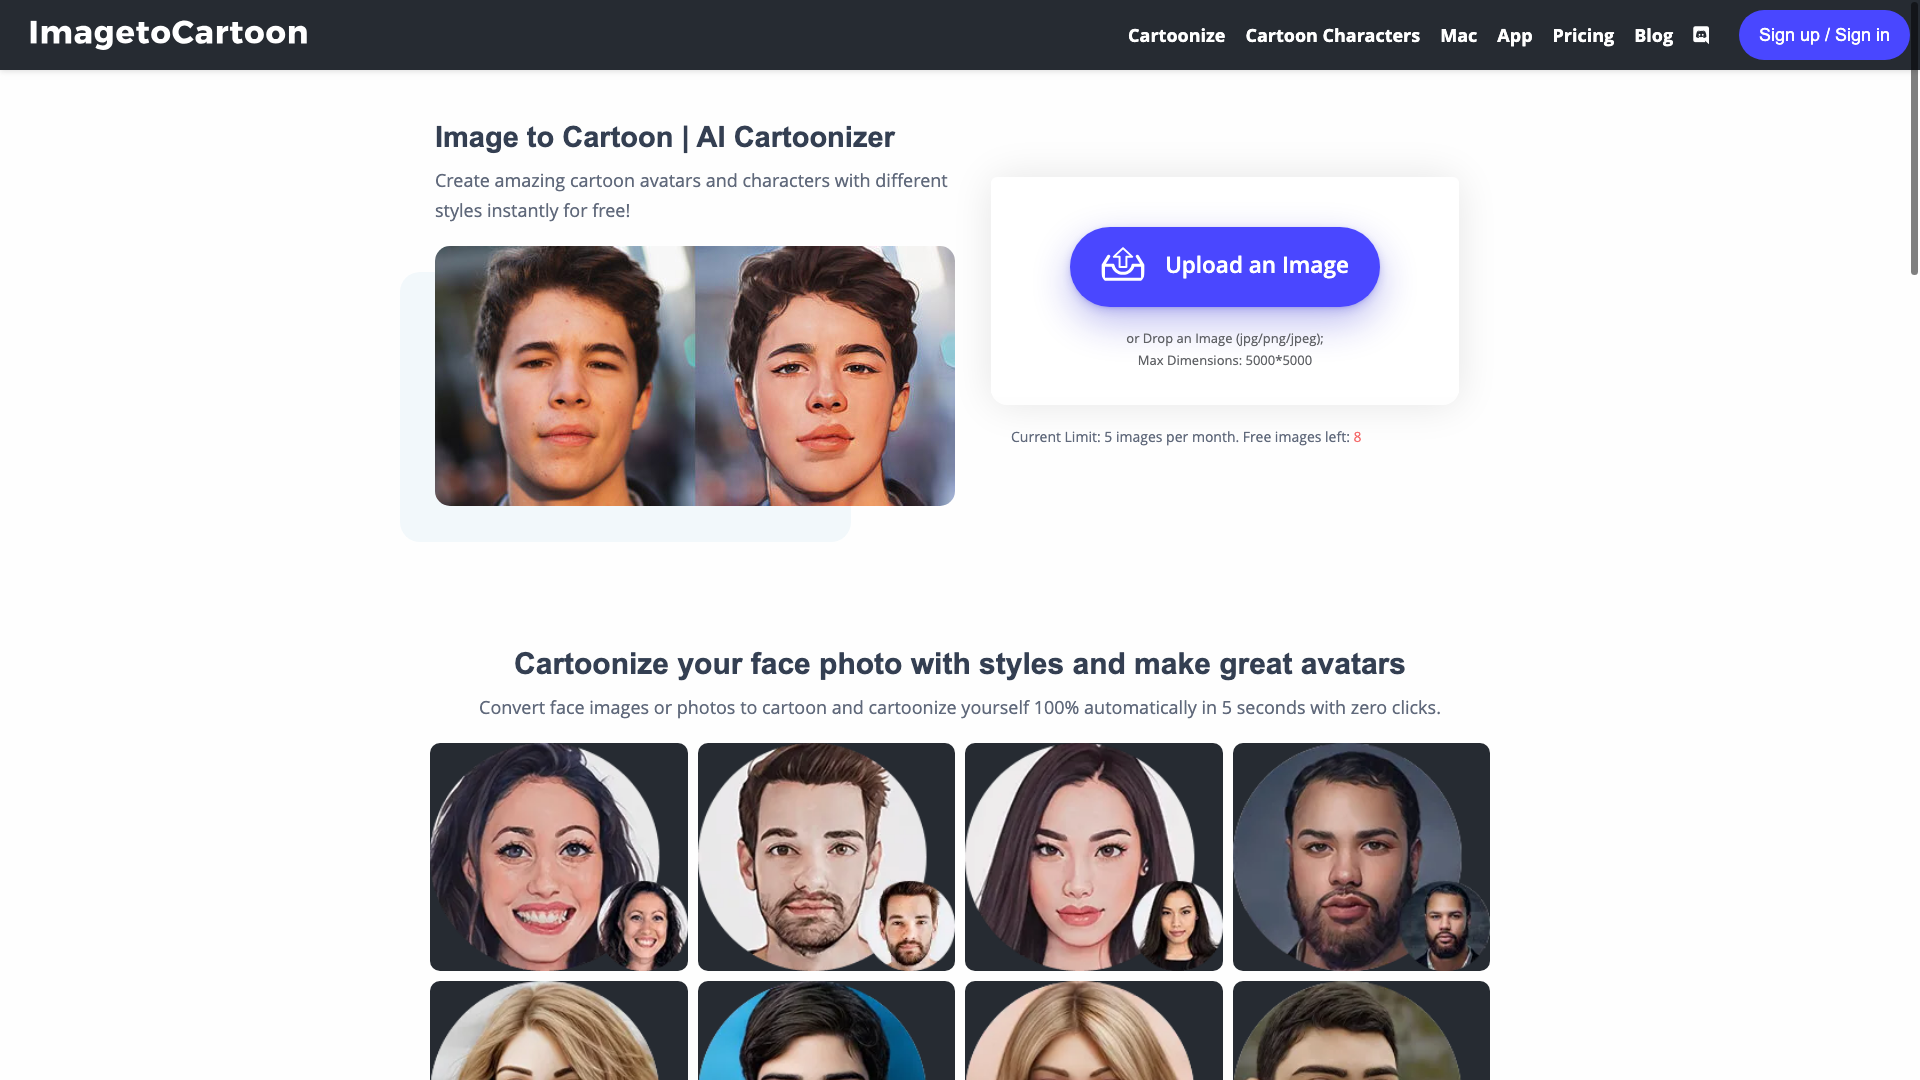 ImagetoCartoon
Cartoonize Cartoon Characters Mac App Pricing Blog Sign up / Sign in
Image to Cartoon | AI Cartoonizer
Create amazing cartoon avatars and characters with different
styles instantly for free!
Upload an Image
or Drop an Image (jpg/png/jpeg);
Max Dimensions: 5000*5000
Current Limit: 5 images per month. Free images left: 8
Cartoonize your face photo with styles and make great avatars
Convert face images or photos to cartoon and cartoonize yourself 100% automatically in 5 seconds with zero clicks.